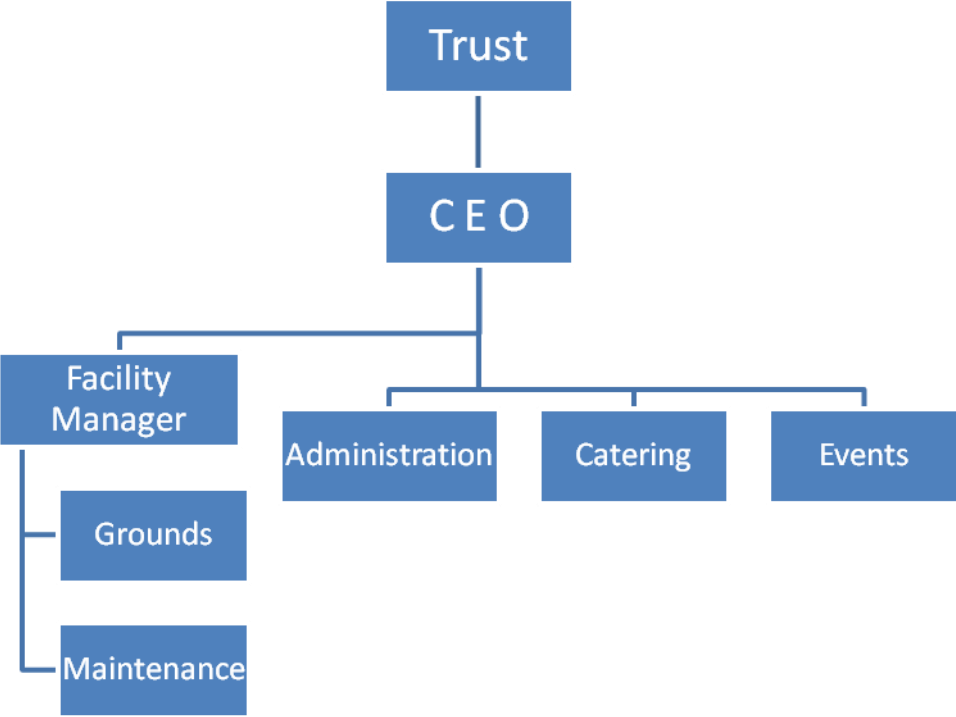 Trust
C E O
Facility
Manager
Administration
Catering
Events
Grounds
Maintenance